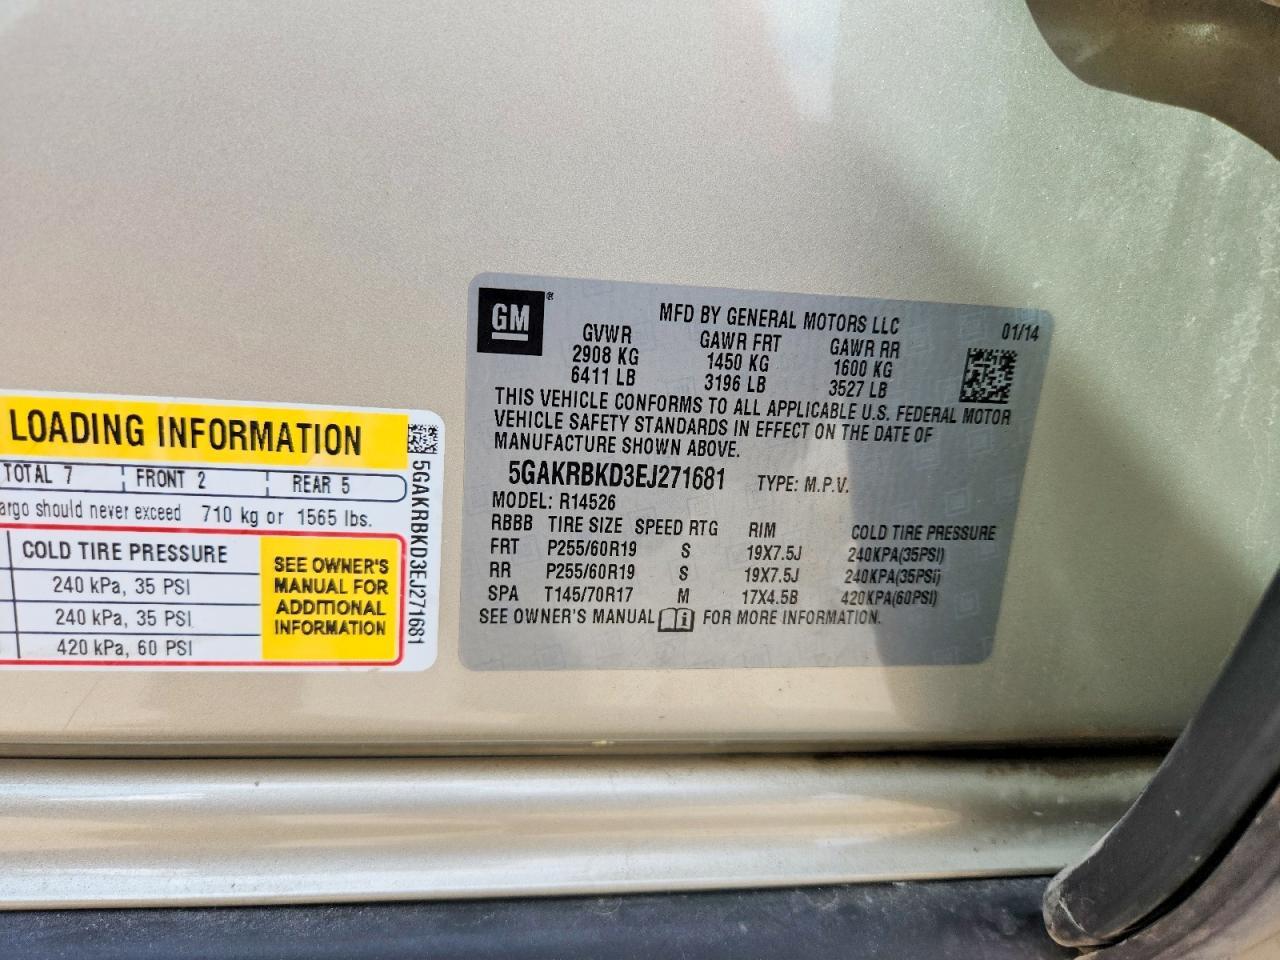 LOADING INFORMATION
TOTAL 7 FRONT 2 REAR 5
should never exceed 710 kg or 1565 lbs.
COLD TIRE PRESSURE
240 kPa, 35 PSI
240 kPa, 35 PSI
420 kPa, 60 PSI
SEE OWNER'S
MANUAL FOR
ADDITIONAL
INFORMATION
5GAKRBKD3EJ271681
GM®
MFD BY GENERAL MOTORS LLC 01/14
GVWR GAWR FRT GAWR RR
2908 KG 1450 KG 1600 KG
6411 LB 3196 LB 3527 LB
THIS VEHICLE CONFORMS TO ALL APPLICABLE U.S. FEDERAL MOTOR
VEHICLE SAFETY STANDARDS IN EFFECT ON THE DATE OF
MANUFACTURE SHOWN ABOVE.
5GAKRBKD3EJ271681 TYPE: M.P.V.
MODEL: R14526
RBBB TIRE SIZE SPEED RTG RIM COLD TIRE PRESSURE
FRT P255/60R19 S 19X7.5J 240KPA(35PSI)
RR P255/60R19 S 19X7.5J 240KPA(35PSI)
SPA T145/70R17 M 17X4.5B 420KPA(60PSI)
SEE OWNER'S MANUAL FOR MORE INFORMATION.